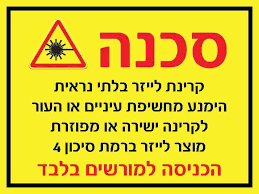 סכנה
קרינת לייזר בלתי נראית
הימנע מחשיפת עיניים או העור
לקרינה ישירה או מפוזרת
מוצר לייזר ברמת סיכון 4
הכניסה למורשים בלבד